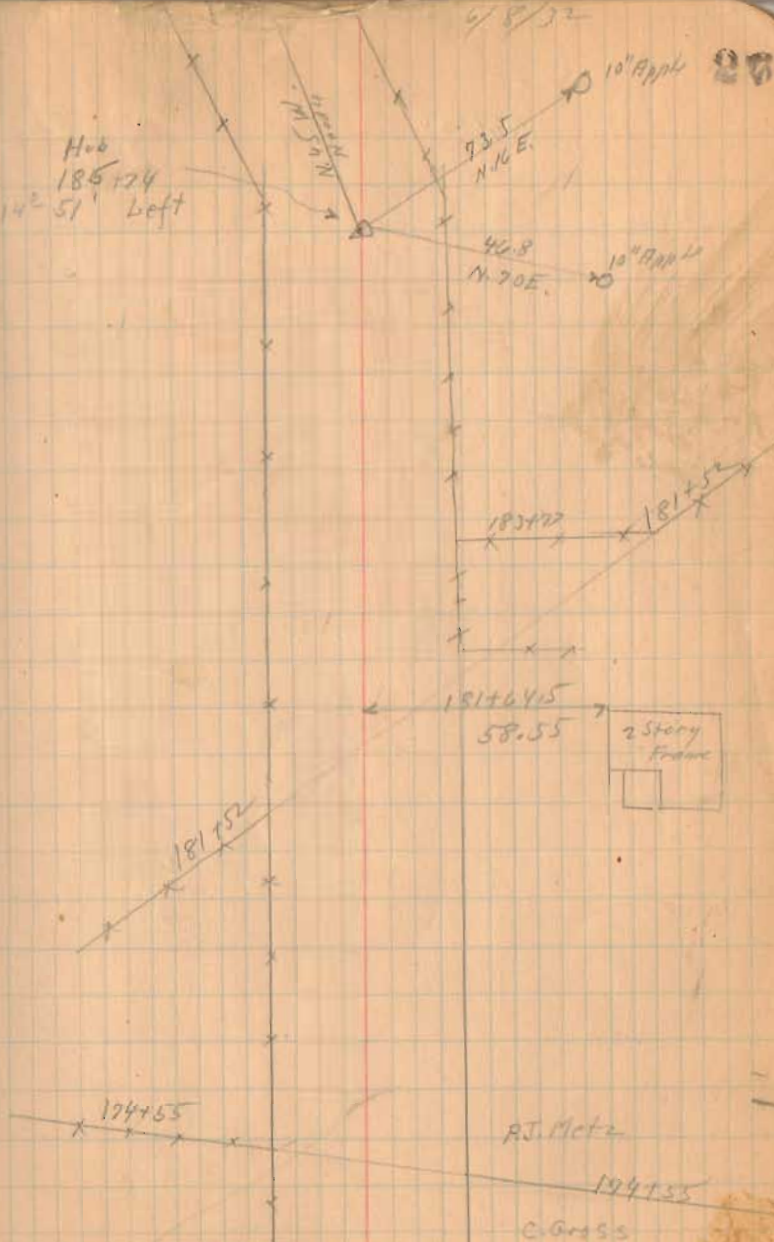 6/8/32
10" Apple
Hub
185+74
14° 51' Left
N45W.
73.5
N.16E.
46.8
N.70E.
10" Apple
183+77
181+52
181+64.5
58.55
2 Story
Frame
181+52
174+55
P.J. Metz
174+55
C. Gross